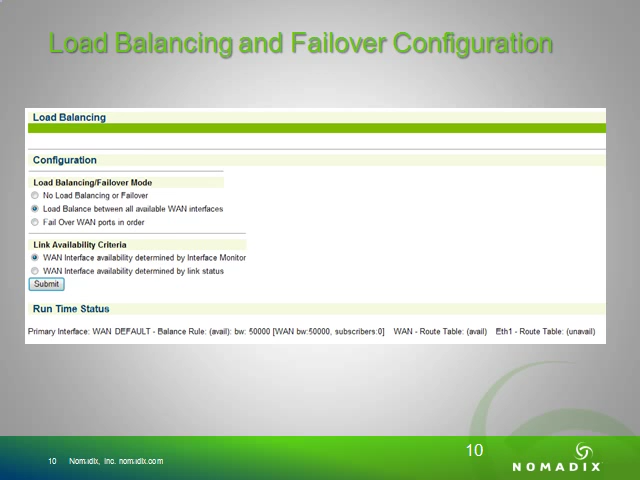 Load Balancing and Failover Configuration
Load Balancing
Configuration
Load Balancing/Failover Mode
No Load Balancing or Failover
Load Balance between all available WAN interfaces
Fail Over WAN ports in order
Link Availability Criteria
WAN Interface availability determined by Interface Monitor
WAN Interface availability determined by link status
Submit
Run Time Status
Primary Interface: WAN DEFAULT - Balance Rule: (avail): bw: 50000 [WAN bw:50000, subscribers:0] WAN - Route Table: (avail) Eth1 - Route Table: (unavail)
10
10 Nomadix, Inc. nomadix.com
NOMADIX